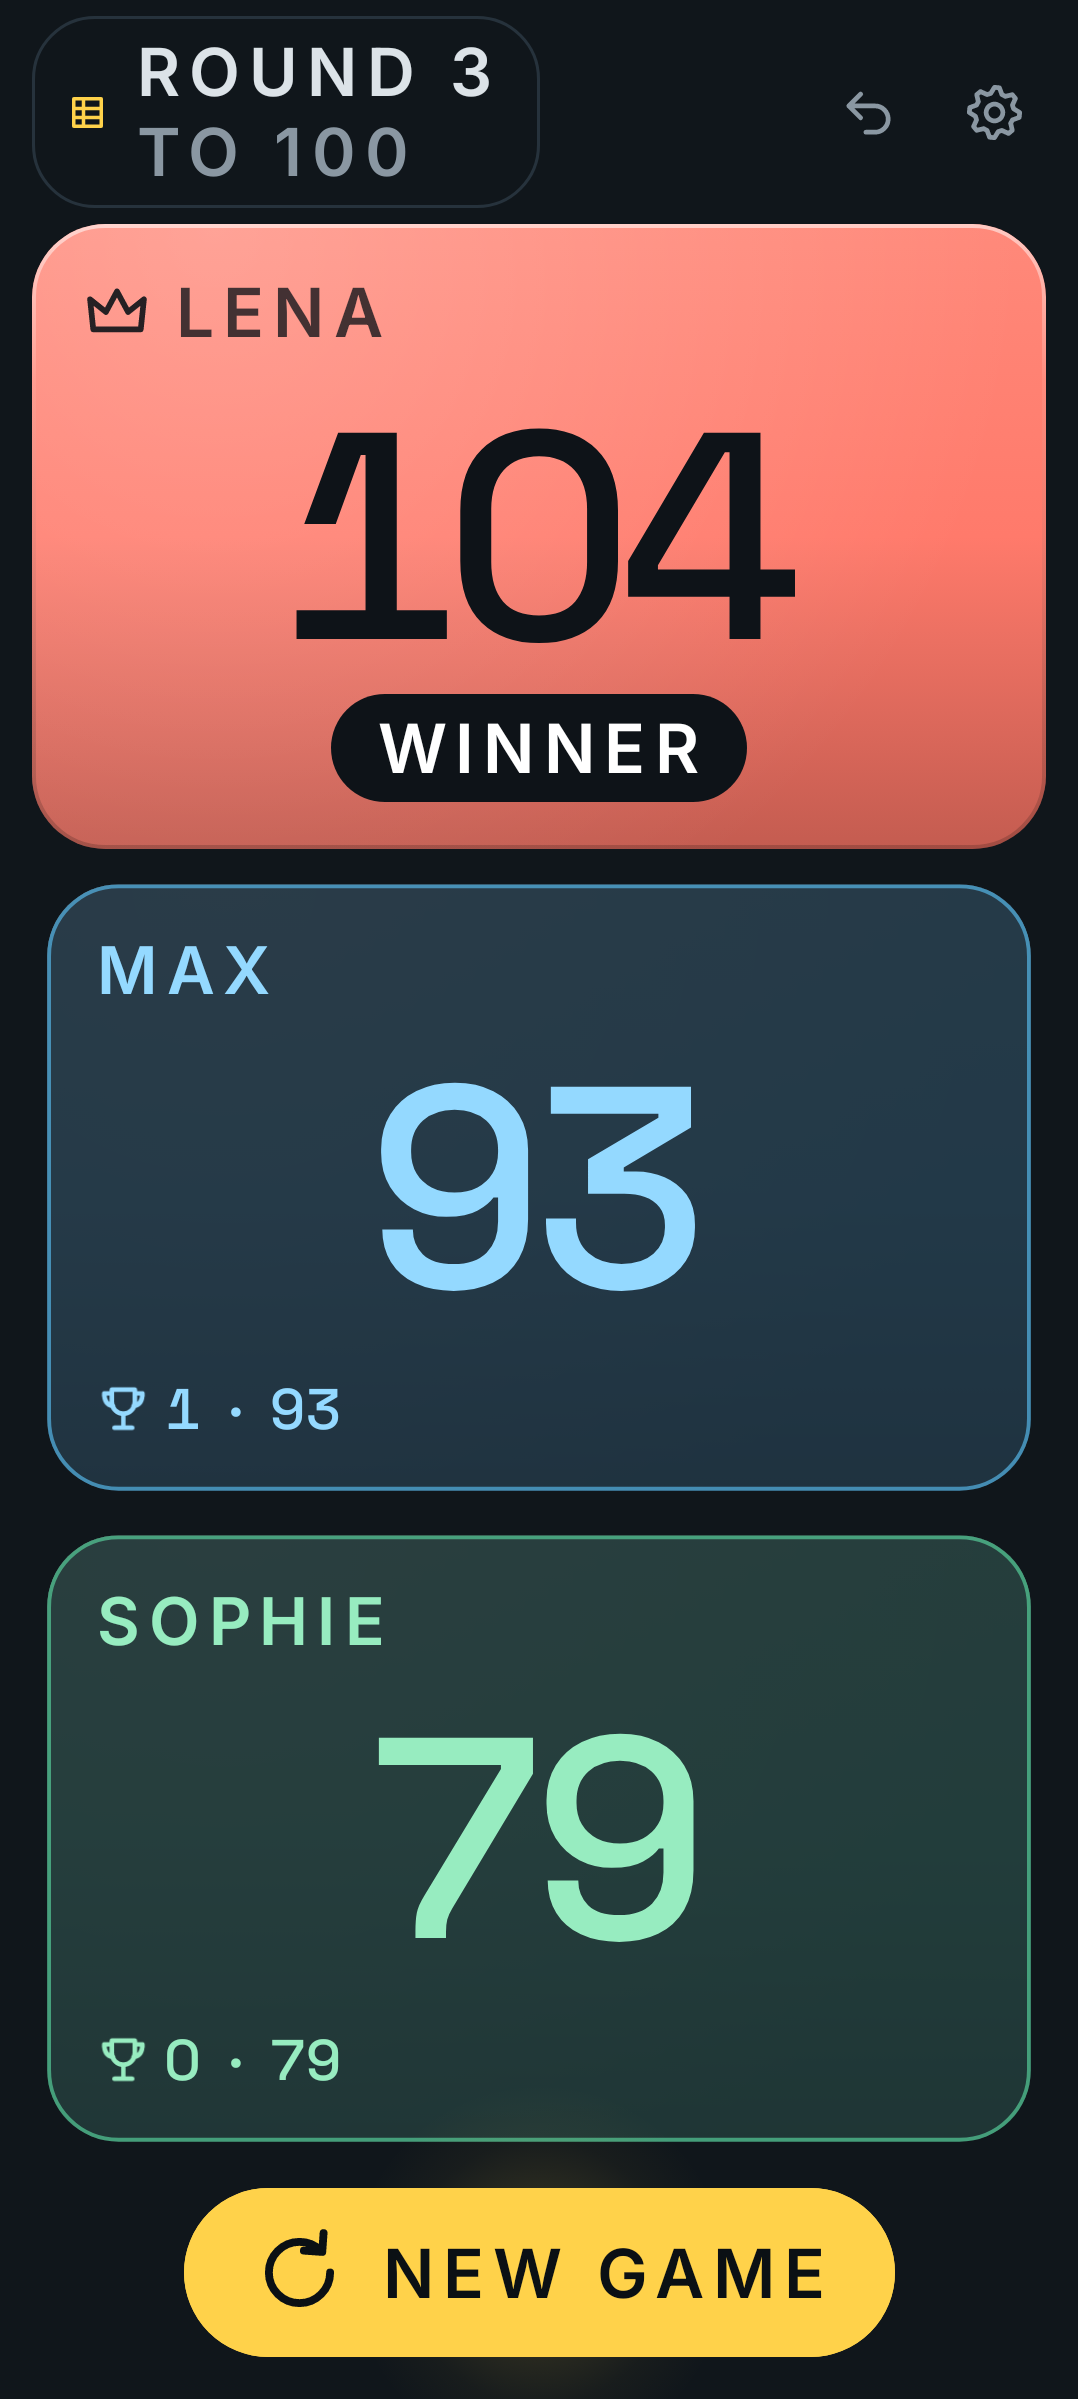 ROUND 3
TO 100
LENA
104
WINNER
MAX
93
1 · 93
SOPHIE
79
0 · 79
NEW GAME